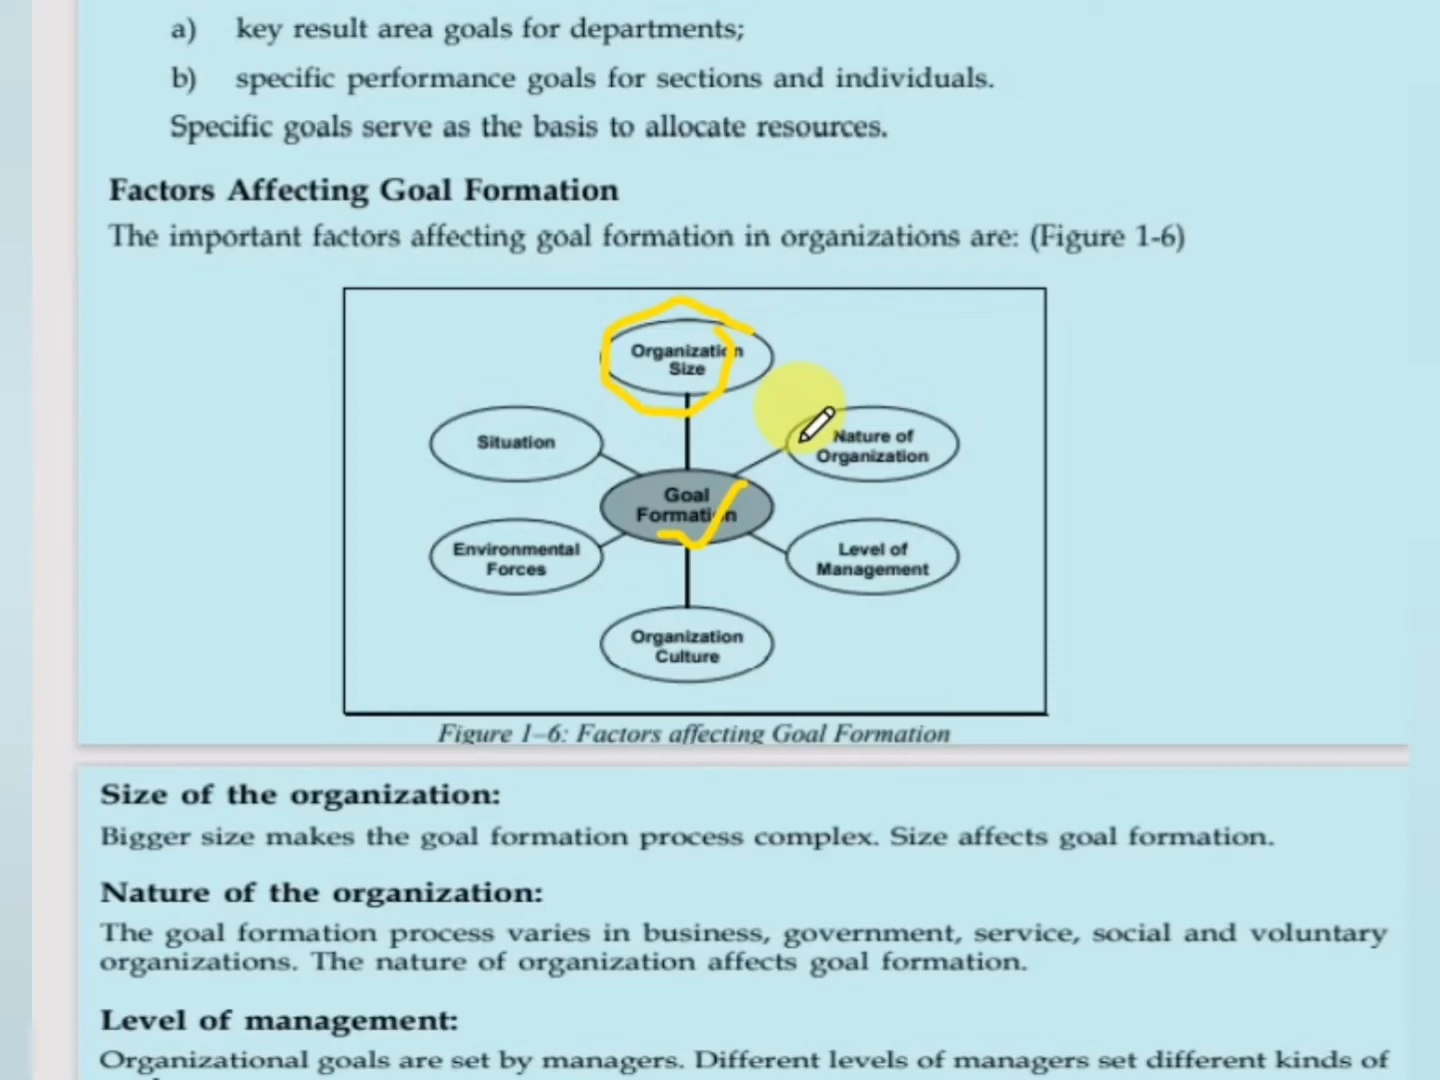 a) key result area goals for departments;
b) specific performance goals for sections and individuals.
Specific goals serve as the basis to allocate resources.
Factors Affecting Goal Formation
The important factors affecting goal formation in organizations are: (Figure 1-6)
Organization
Size
Situation
Nature of
Organization
Goal
Formation
Environmental
Forces
Level of
Management
Organization
Culture
Figure 1–6: Factors affecting Goal Formation
Size of the organization:
Bigger size makes the goal formation process complex. Size affects goal formation.
Nature of the organization:
The goal formation process varies in business, government, service, social and voluntary
organizations. The nature of organization affects goal formation.
Level of management:
Organizational goals are set by managers. Different levels of managers set different kinds of